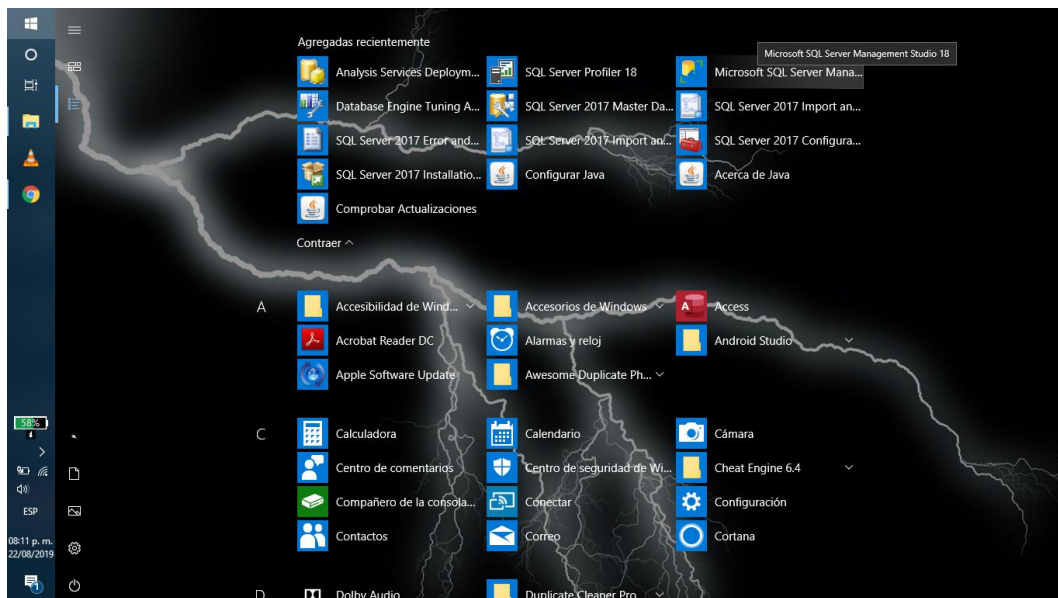 Agregadas recientemente
Microsoft SQL Server Management Studio 18
Analysis Services Deploym...
SQL Server Profiler 18
Microsoft SQL Server Mana...
Database Engine Tuning A...
SQL Server 2017 Master Da...
SQL Server 2017 Import an...
SQL Server 2017 Error and...
SQL Server 2017 Import an...
SQL Server 2017 Configura...
SQL Server 2017 Installatio...
Configurar Java
Acerca de Java
Comprobar Actualizaciones
Contraer
A
Accesibilidad de Wind...
Accesorios de Windows
A
Access
Acrobat Reader DC
Alarmas y reloj
Android Studio
Apple Software Update
Awesome Duplicate Ph...
C
Calculadora
Calendario
Cámara
Centro de comentarios
Centro de seguridad de Wi...
Cheat Engine 6.4
Compañero de la consola...
Conectar
Configuración
Contactos
Correo
Cortana
D
Dolby Audio
Duplicate Cleaner Pro
58%
ESP
08:11 p. m.
22/08/2019
1